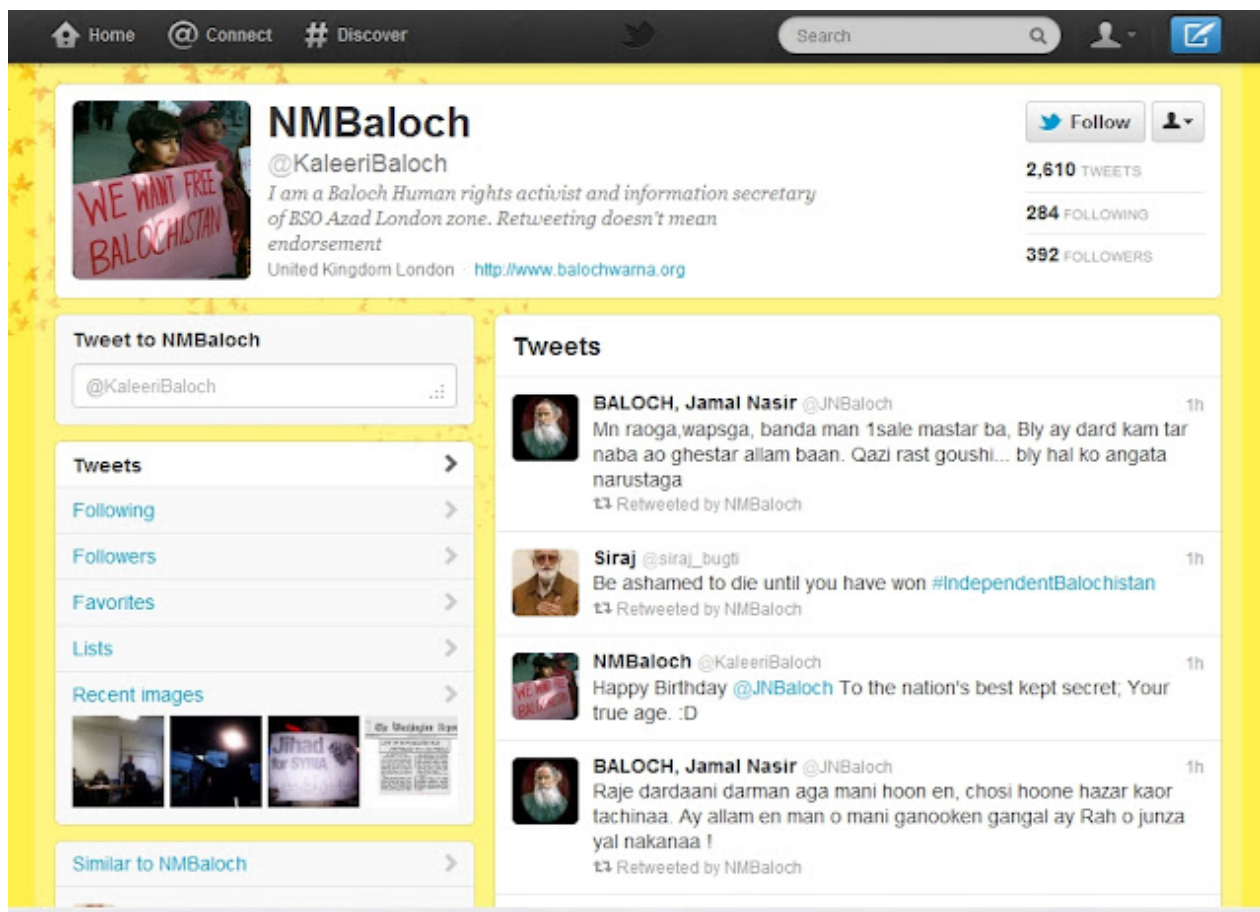 Home @ Connect # Discover Search
NMBaloch
@KaleeriBaloch
I am a Baloch Human rights activist and information secretary
of BSO Azad London zone. Retweeting doesn't mean
endorsement
United Kingdom London · http://www.balochwarna.org
WE WANT FREE
BALOCHISTAN
Follow
2,610 TWEETS
284 FOLLOWING
392 FOLLOWERS
Tweet to NMBaloch
@KaleeriBaloch
Tweets
Following
Followers
Favorites
Lists
Recent images
Jihad
for SYRIA
Similar to NMBaloch
Tweets
BALOCH, Jamal Nasir @JNBaloch 1h
Mn raoga,wapsga, banda man 1sale mastar ba, Bly ay dard kam tar
naba ao ghestar allam baan. Qazi rast goushi... bly hal ko angata
narustaga
Retweeted by NMBaloch
Siraj @siraj_bugti 1h
Be ashamed to die until you have won #IndependentBalochistan
Retweeted by NMBaloch
NMBaloch @KaleeriBaloch 1h
Happy Birthday @JNBaloch To the nation's best kept secret; Your
true age. :D
BALOCH, Jamal Nasir @JNBaloch 1h
Raje dardaani darman aga mani hoon en, chosi hoone hazar kaor
tachinaa. Ay allam en man o mani ganooken gangal ay Rah o junza
yal nakanaa !
Retweeted by NMBaloch